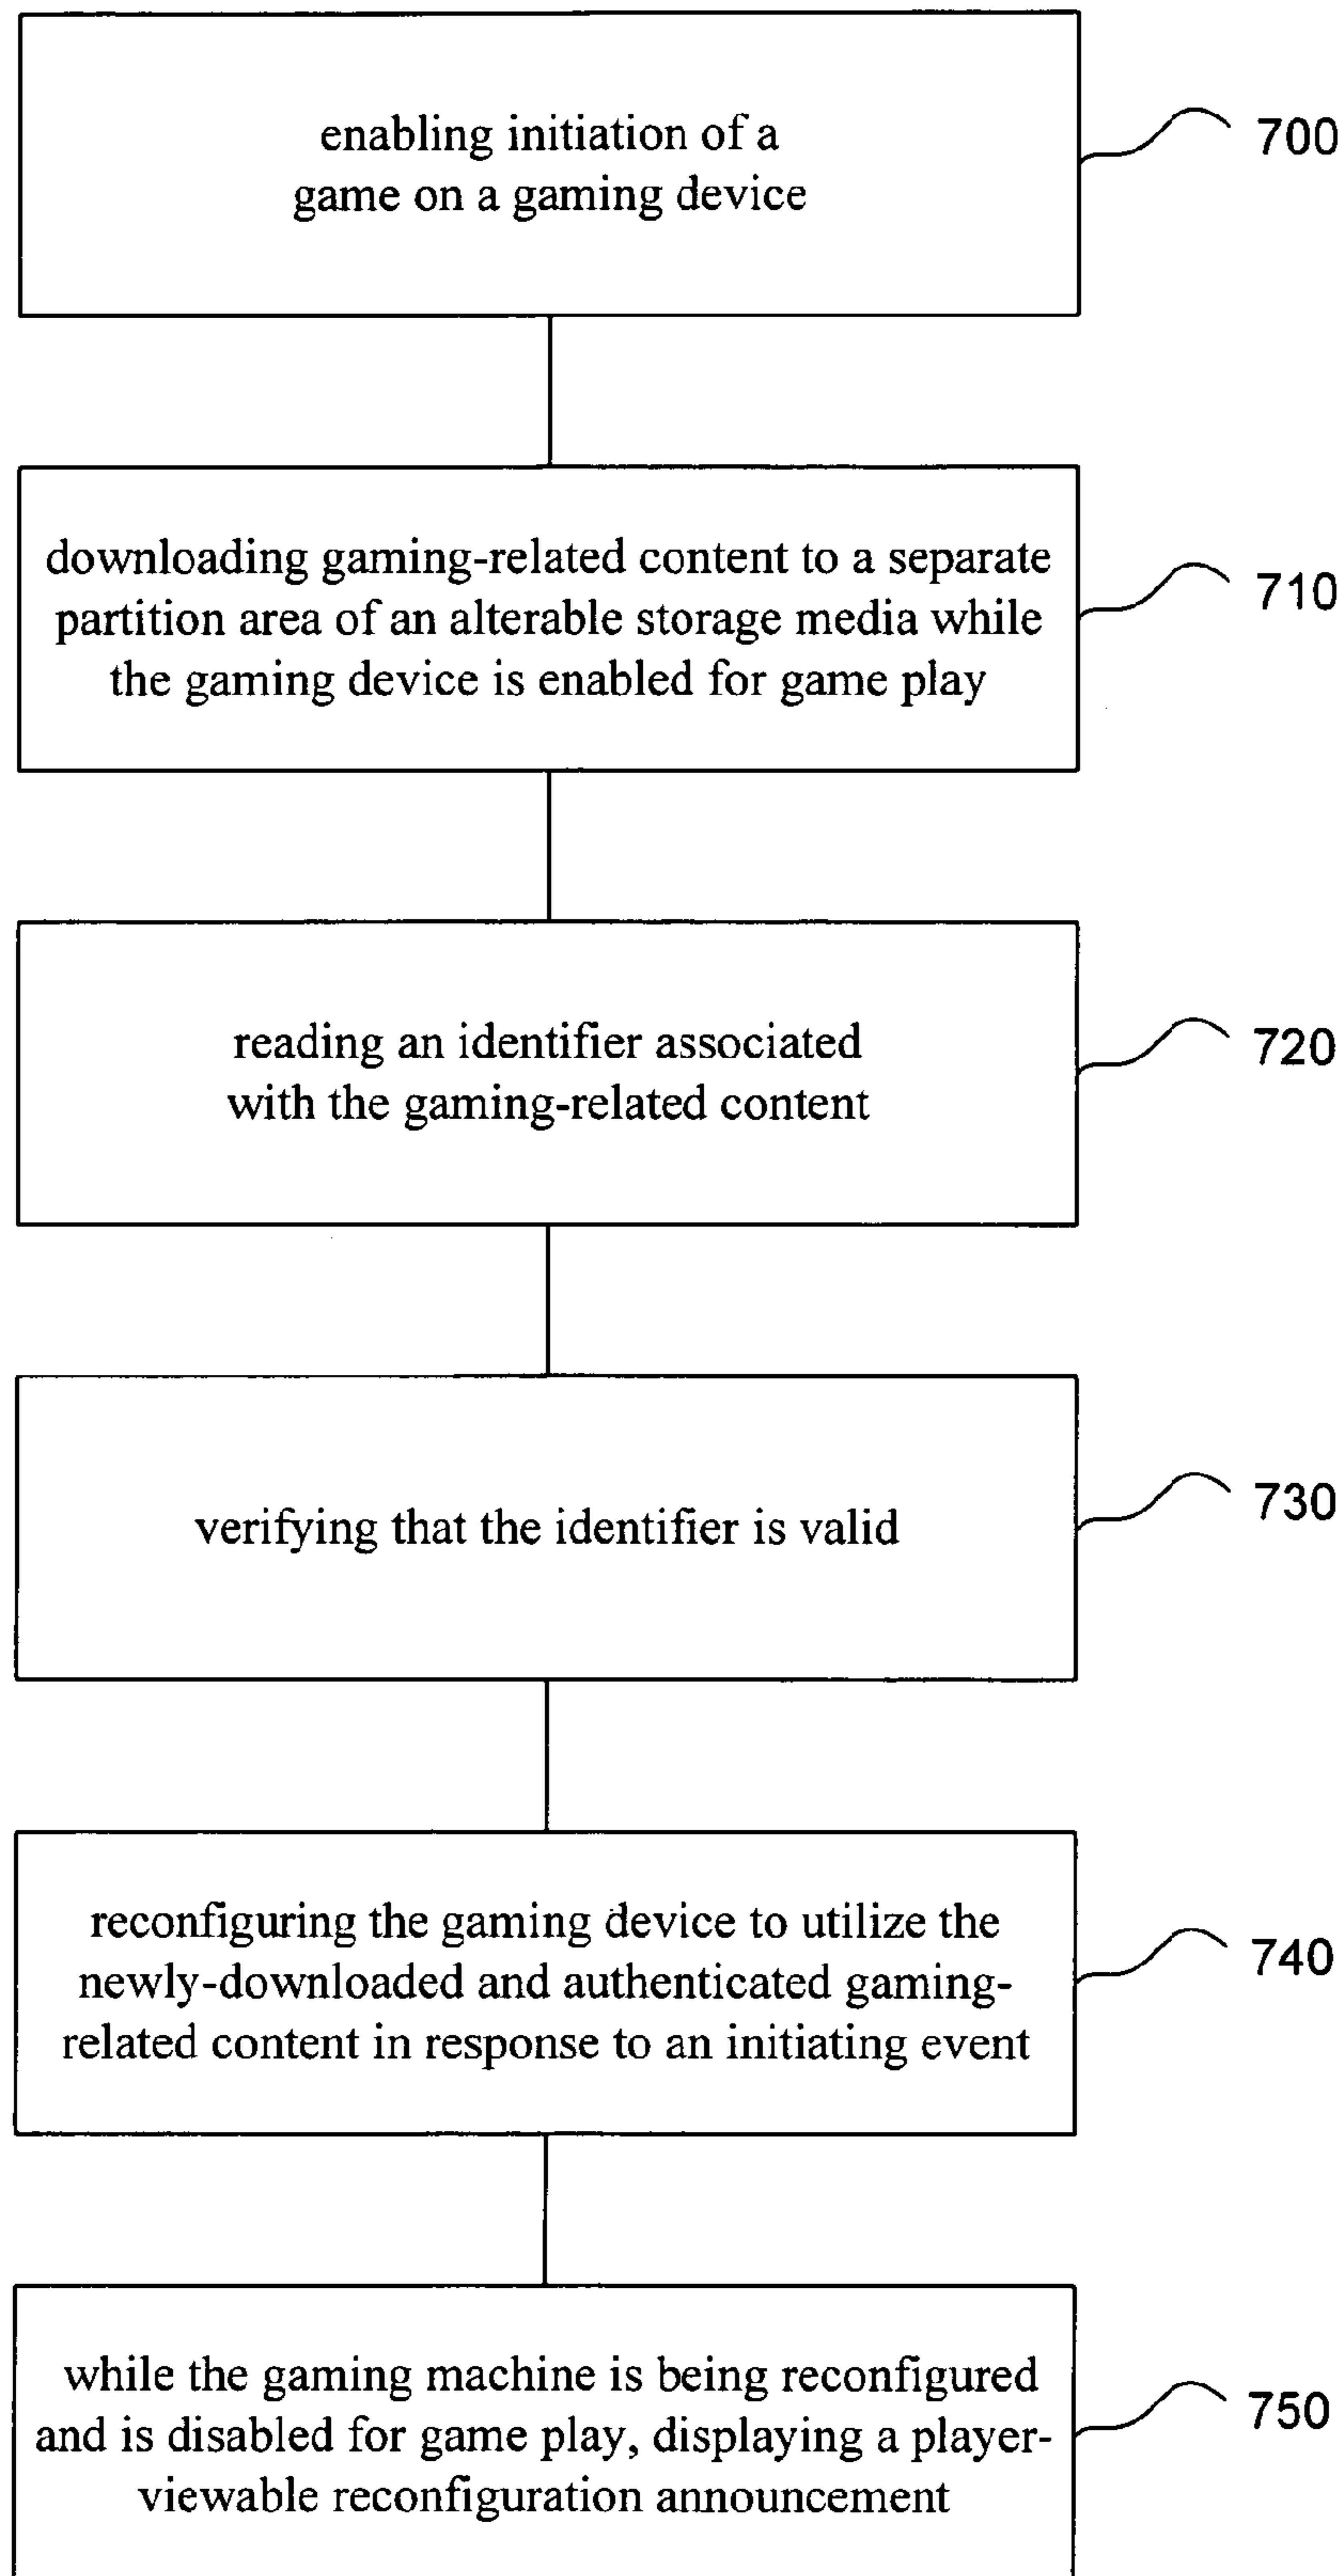 enabling initiation of a
game on a gaming device
700
downloading gaming-related content to a separate
partition area of an alterable storage media while
the gaming device is enabled for game play
710
reading an identifier associated
with the gaming-related content
720
verifying that the identifier is valid
730
reconfiguring the gaming device to utilize the
newly-downloaded and authenticated gaming-
related content in response to an initiating event
740
while the gaming machine is being reconfigured
and is disabled for game play, displaying a player-
viewable reconfiguration announcement
750